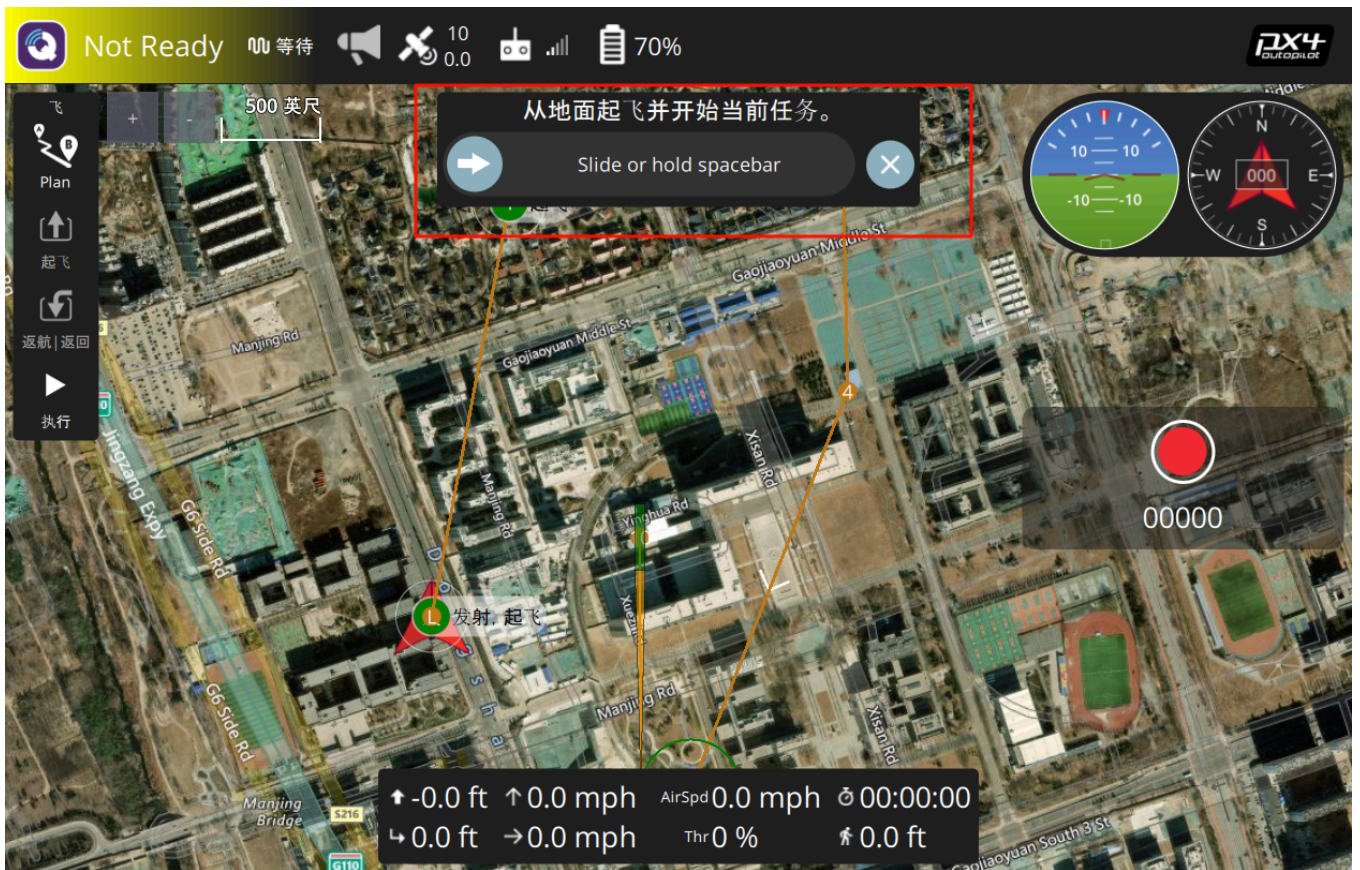 Not Ready
等待
10
0.0
70%
px4
autopilot
飞
+
-
500 英尺
从地面起飞并开始当前任务。
Slide or hold spacebar
Plan
起飞
返航|返回
执行
10 10
-10 -10
N
W 000 E
S
Gaojiaoyuan Middle St
Gaojiaoyuan Middle St
Manjing Rd
4
Jingzang Expy
G6 Side Rd
Manjing Rd
Xisan Rd
Yinghua Rd
00000
L 发射, 起飞
Xuezhi Rd
G6 Side Rd
Manjing Rd
Xisan Rd
Manjing
Bridge
S216
G110
-0.0 ft 0.0 mph AirSpd 0.0 mph 00:00:00
0.0 ft 0.0 mph Thr 0 % 0.0 ft
Gaojiaoyuan South 3 St